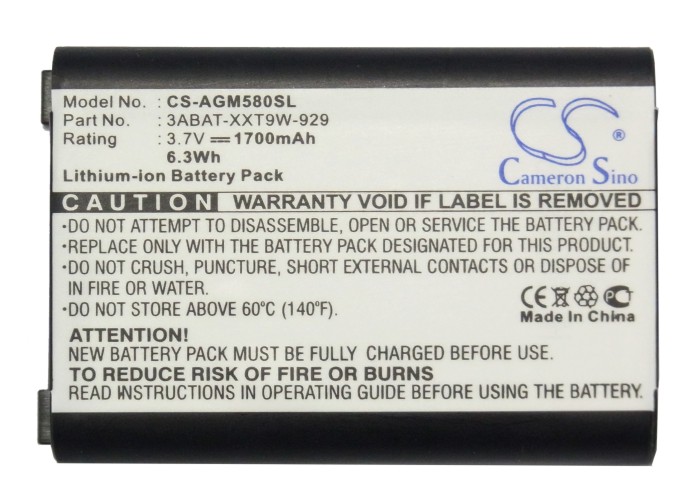 Model No. : CS-AGM580SL
Part No. : 3ABAT-XXT9W-929
Rating : 3.7V 1700mAh
6.3Wh
Lithium-ion Battery Pack
CS ®
Cameron Sino
CAUTION WARRANTY VOID IF LABEL IS REMOVED
·DO NOT ATTEMPT TO DISASSEMBLE, OPEN OR SERVICE THE BATTERY PACK.
·REPLACE ONLY WITH THE BATTERY PACK DESIGNATED FOR THIS PRODUCT.
·DO NOT CRUSH, PUNCTURE, SHORT EXTERNAL CONTACTS OR DISPOSE OF
IN FIRE OR WATER.
·DO NOT STORE ABOVE 60°C (140°F).
CE PC
Made In China
ATTENTION!
NEW BATTERY PACK MUST BE FULLY CHARGED BEFORE USE.
TO REDUCE RISK OF FIRE OR BURNS
READ INSTRUCTIONS CAREFULLY BEFORE USING THE BATTERY PACK.